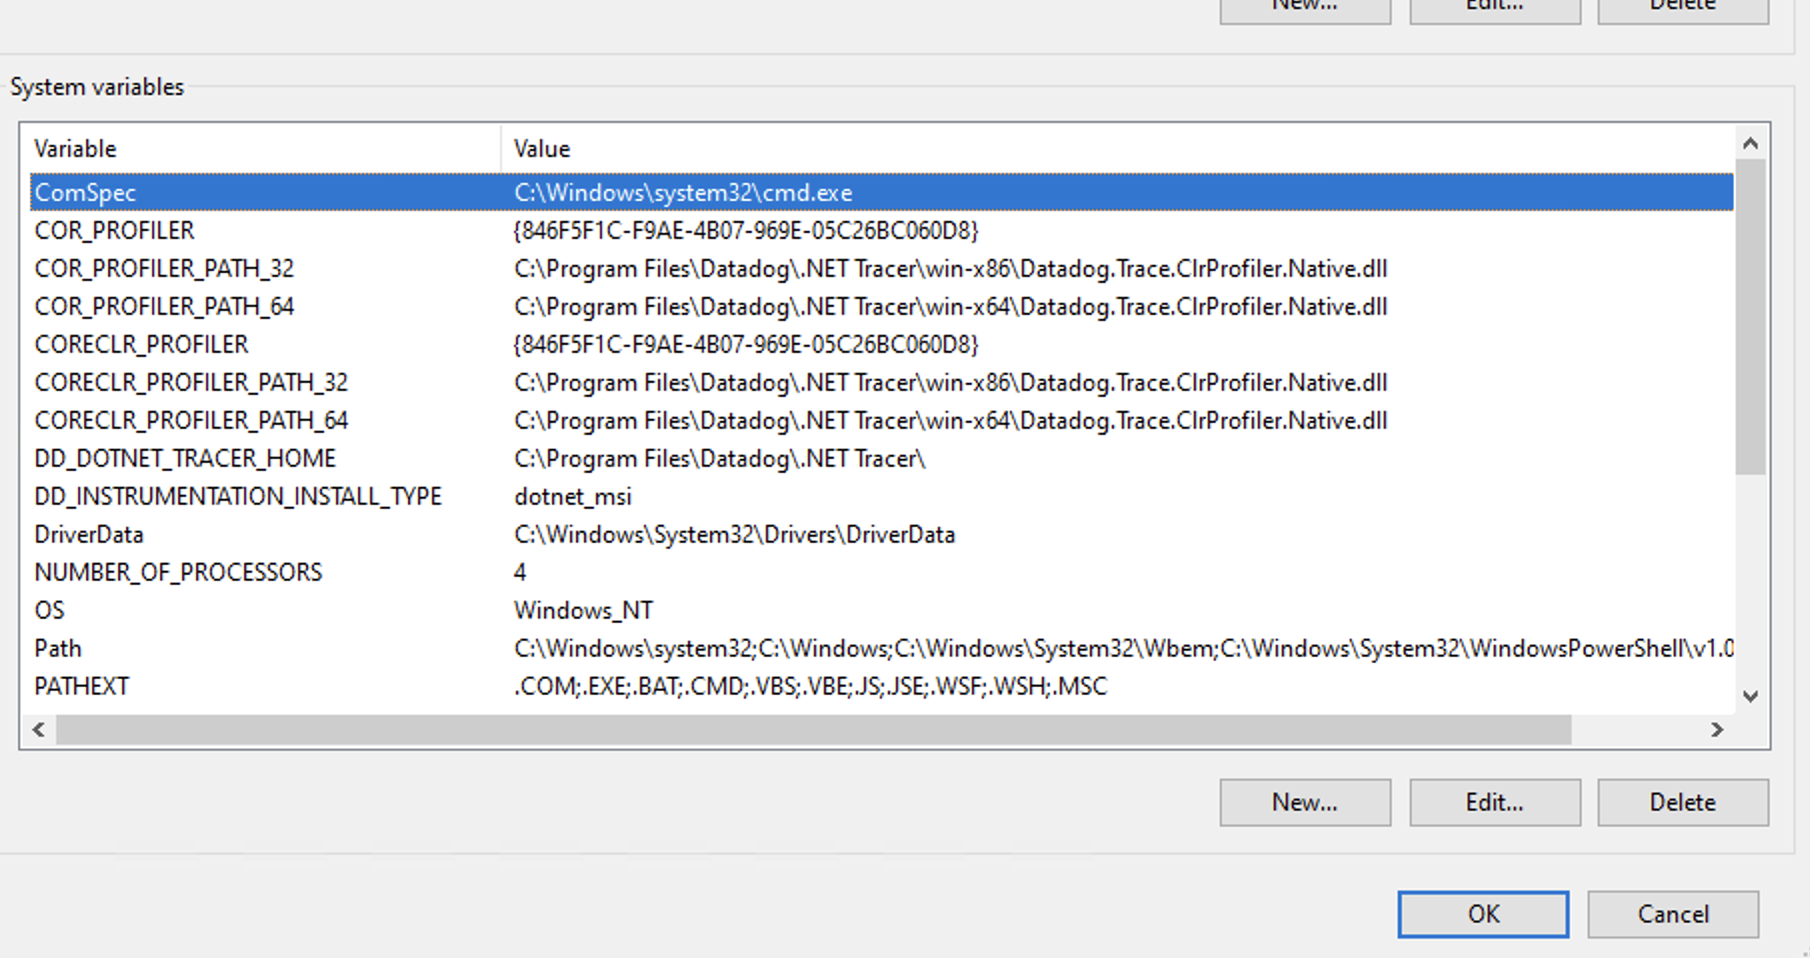 New... Edit... Delete
System variables
Variable Value
ComSpec C:\Windows\system32\cmd.exe
COR_PROFILER {846F5F1C-F9AE-4B07-969E-05C26BC060D8}
COR_PROFILER_PATH_32 C:\Program Files\Datadog\.NET Tracer\win-x86\Datadog.Trace.ClrProfiler.Native.dll
COR_PROFILER_PATH_64 C:\Program Files\Datadog\.NET Tracer\win-x64\Datadog.Trace.ClrProfiler.Native.dll
CORECLR_PROFILER {846F5F1C-F9AE-4B07-969E-05C26BC060D8}
CORECLR_PROFILER_PATH_32 C:\Program Files\Datadog\.NET Tracer\win-x86\Datadog.Trace.ClrProfiler.Native.dll
CORECLR_PROFILER_PATH_64 C:\Program Files\Datadog\.NET Tracer\win-x64\Datadog.Trace.ClrProfiler.Native.dll
DD_DOTNET_TRACER_HOME C:\Program Files\Datadog\.NET Tracer\
DD_INSTRUMENTATION_INSTALL_TYPE dotnet_msi
DriverData C:\Windows\System32\Drivers\DriverData
NUMBER_OF_PROCESSORS 4
OS Windows_NT
Path C:\Windows\system32;C:\Windows;C:\Windows\System32\Wbem;C:\Windows\System32\WindowsPowerShell\v1.0
PATHEXT .COM;.EXE;.BAT;.CMD;.VBS;.VBE;.JS;.JSE;.WSF;.WSH;.MSC
New... Edit... Delete
OK Cancel